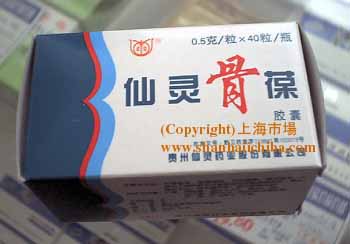 0.5克/粒×40粒/瓶
仙灵骨葆
胶囊
(Copyright)上海市場
www.shanhaichiba.com
贵州仙灵药业股份有限公司